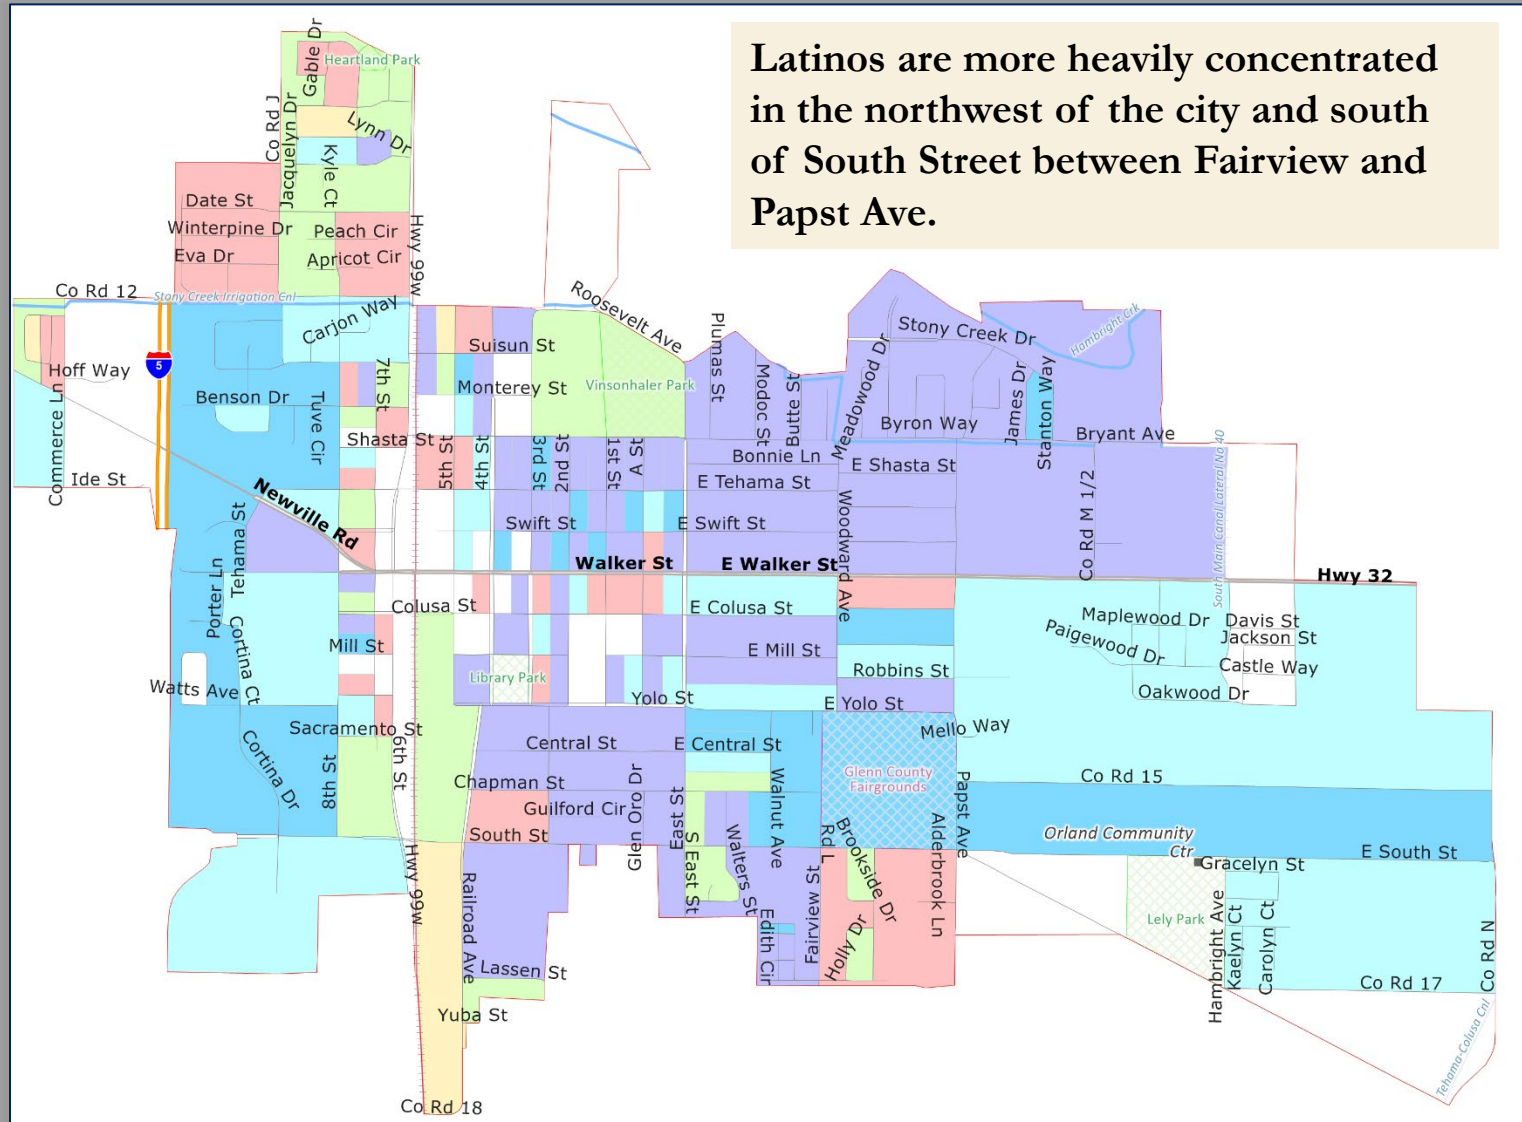 Latinos are more heavily concentrated
in the northwest of the city and south
of South Street between Fairview and
Papst Ave.
Gable Dr
Heartland Park
Co Rd J
Jacquelyn Dr
Lynn Dr
Kyle Ct
Date St
Winterpine Dr
Peach Cir
Eva Dr
Apricot Cir
Hwy 99w
Co Rd 12
Stony Creek Irrigation Cnl
Carjon Way
Roosevelt Ave
Suisun St
Plumas St
Stony Creek Dr
Hambright Crk
5
Hoff Way
7th St
Monterey St
Vinsonhaler Park
Modoc St
Butte St
Meadowood Dr
James Dr
Stanton Way
Commerce Ln
Benson Dr
Tuve Cir
Byron Way
Bryant Ave
Shasta St
5th St
4th St
3rd St
2nd St
1st St
A St
Bonnie Ln
E Shasta St
Ide St
E Tehama St
Newville Rd
Tehama St
Swift St
E Swift St
Woodward Ave
Co Rd M 1/2
South Main Canal Lateral No 40
Walker St
E Walker St
Hwy 32
Porter Ln
Colusa St
E Colusa St
Maplewood Dr
Davis St
Paigewood Dr
Jackson St
Cortina Ct
Mill St
E Mill St
Robbins St
Castle Way
Watts Ave
Library Park
Yolo St
E Yolo St
Oakwood Dr
Sacramento St
6th St
Central St
E Central St
Mello Way
Cortina Dr
8th St
Chapman St
Glen Oro Dr
East St
Walnut Ave
Glenn County
Fairgrounds
Papst Ave
Co Rd 15
Guilford Cir
South St
S East St
Walters St
Rd L
Brookside Dr
Alderbrook Ln
Orland Community
Ctr
E South St
Gracelyn St
Hwy 99w
Railroad Ave
Edith Cir
Fairview St
Holly Dr
Lely Park
Hambright Ave
Kaelyn Ct
Carolyn Ct
Co Rd N
Lassen St
Co Rd 17
Yuba St
Tehama-Colusa Cnl
Co Rd 18